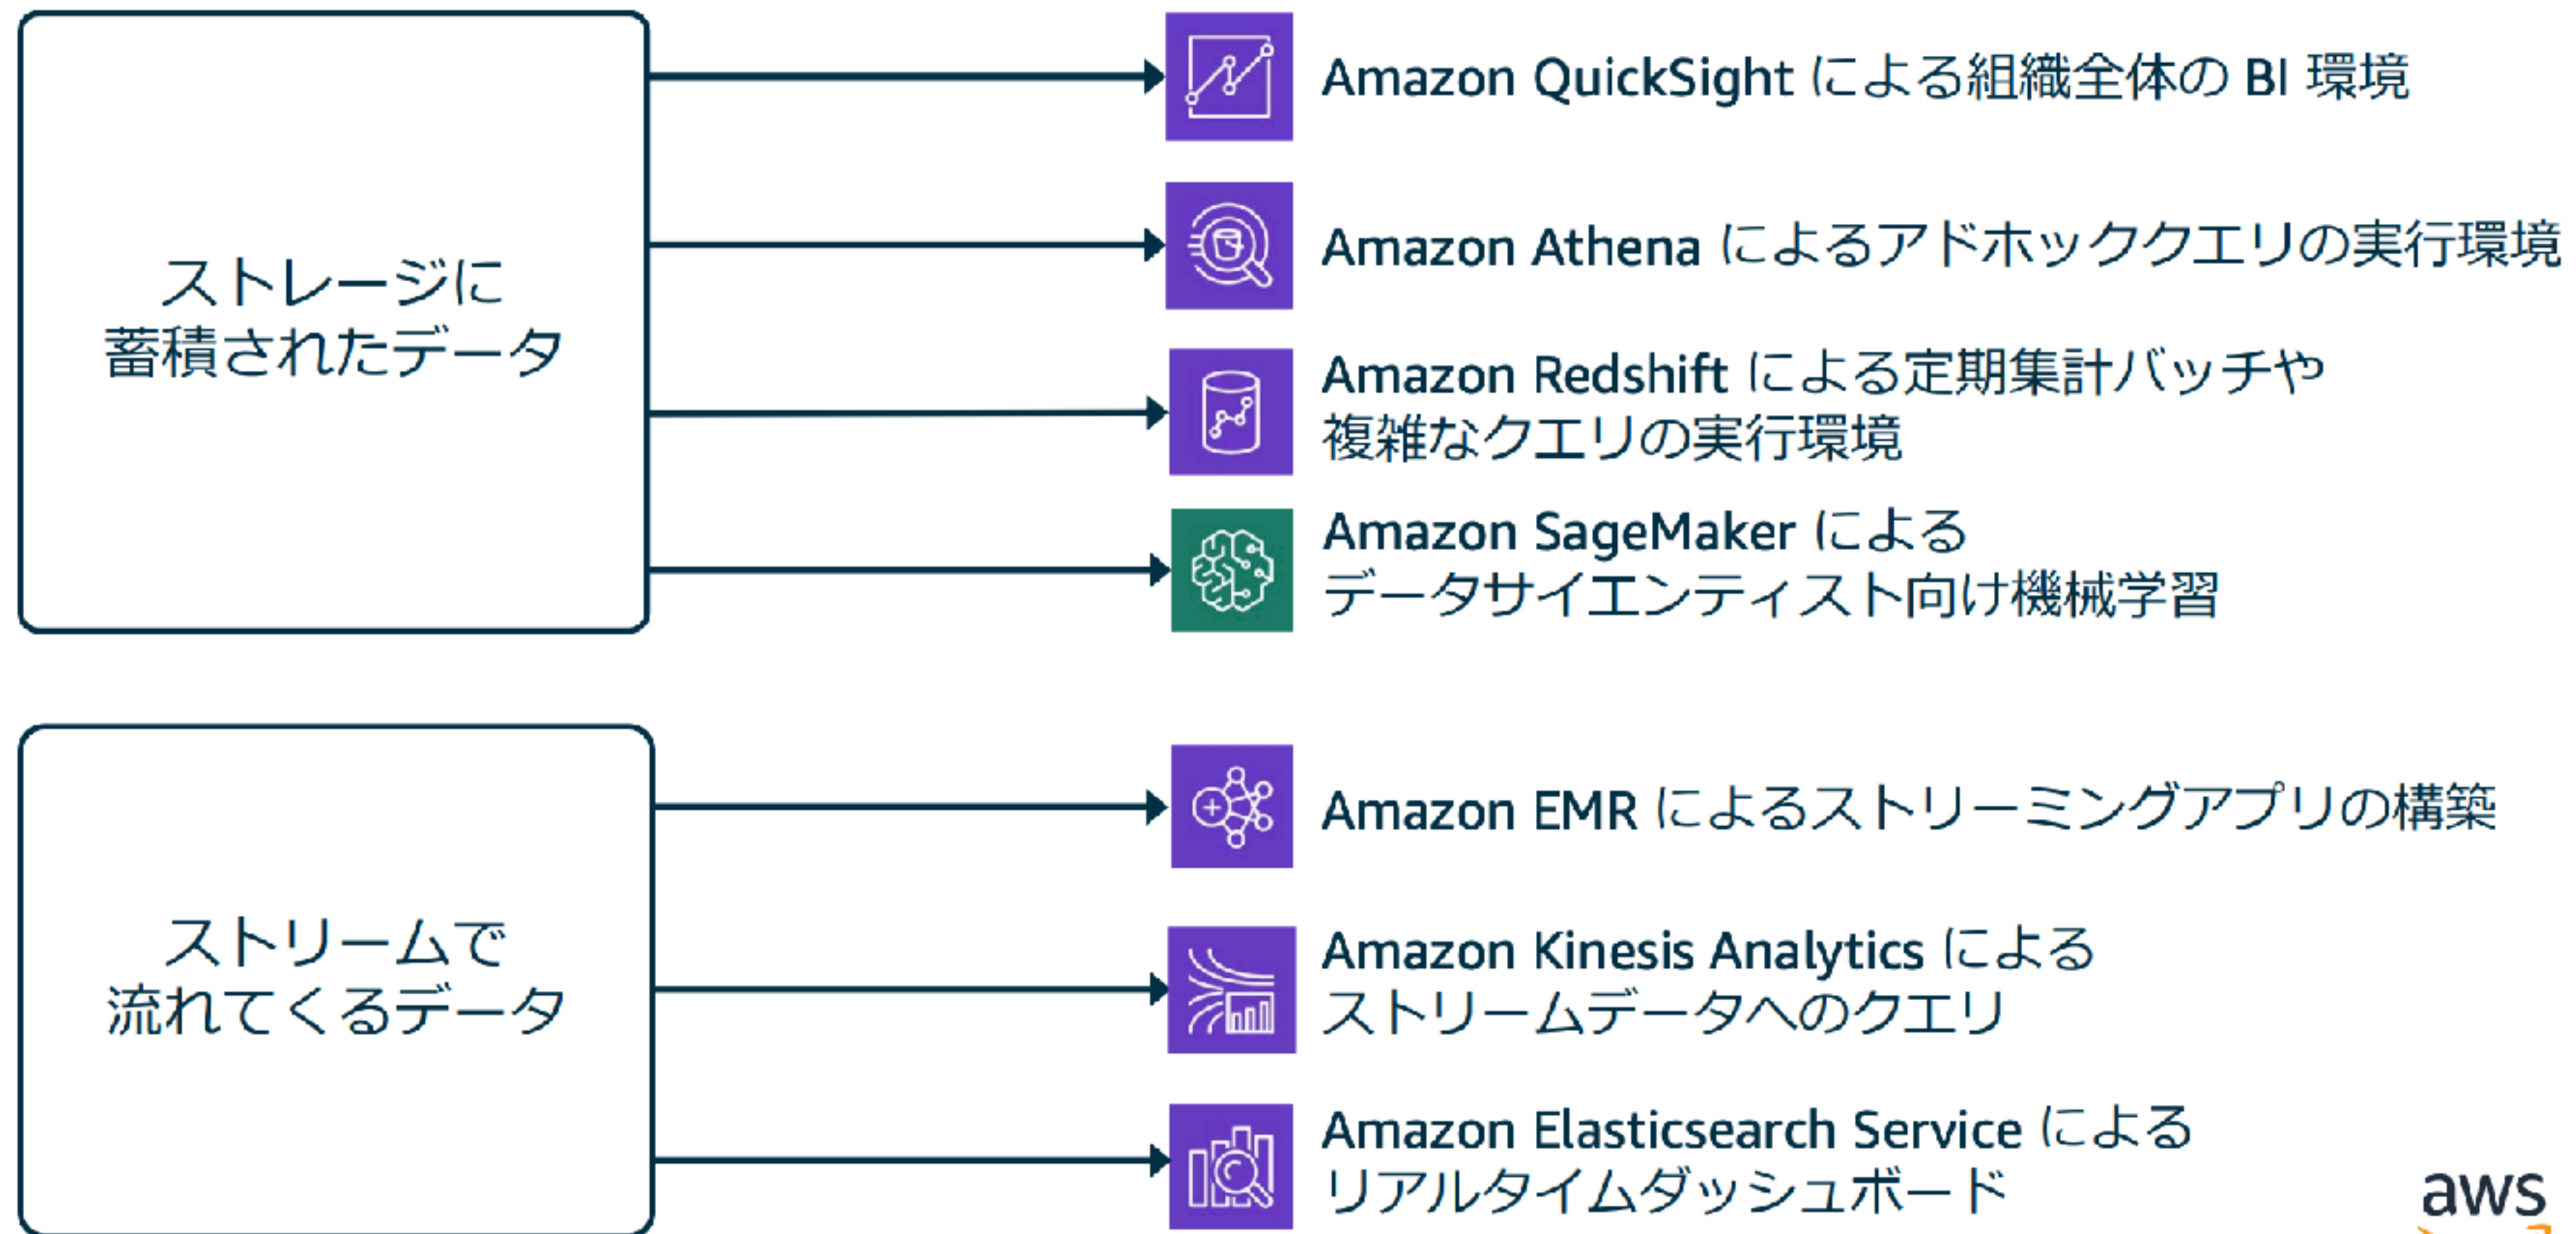 ストレージに
蓄積されたデータ
Amazon QuickSight による組織全体の BI 環境
Amazon Athena によるアドホッククエリの実行環境
Amazon Redshift による定期集計バッチや
複雑なクエリの実行環境
Amazon SageMaker による
データサイエンティスト向け機械学習
ストリームで
流れてくるデータ
Amazon EMR によるストリーミングアプリの構築
Amazon Kinesis Analytics による
ストリームデータへのクエリ
Amazon Elasticsearch Service による
リアルタイムダッシュボード
aws